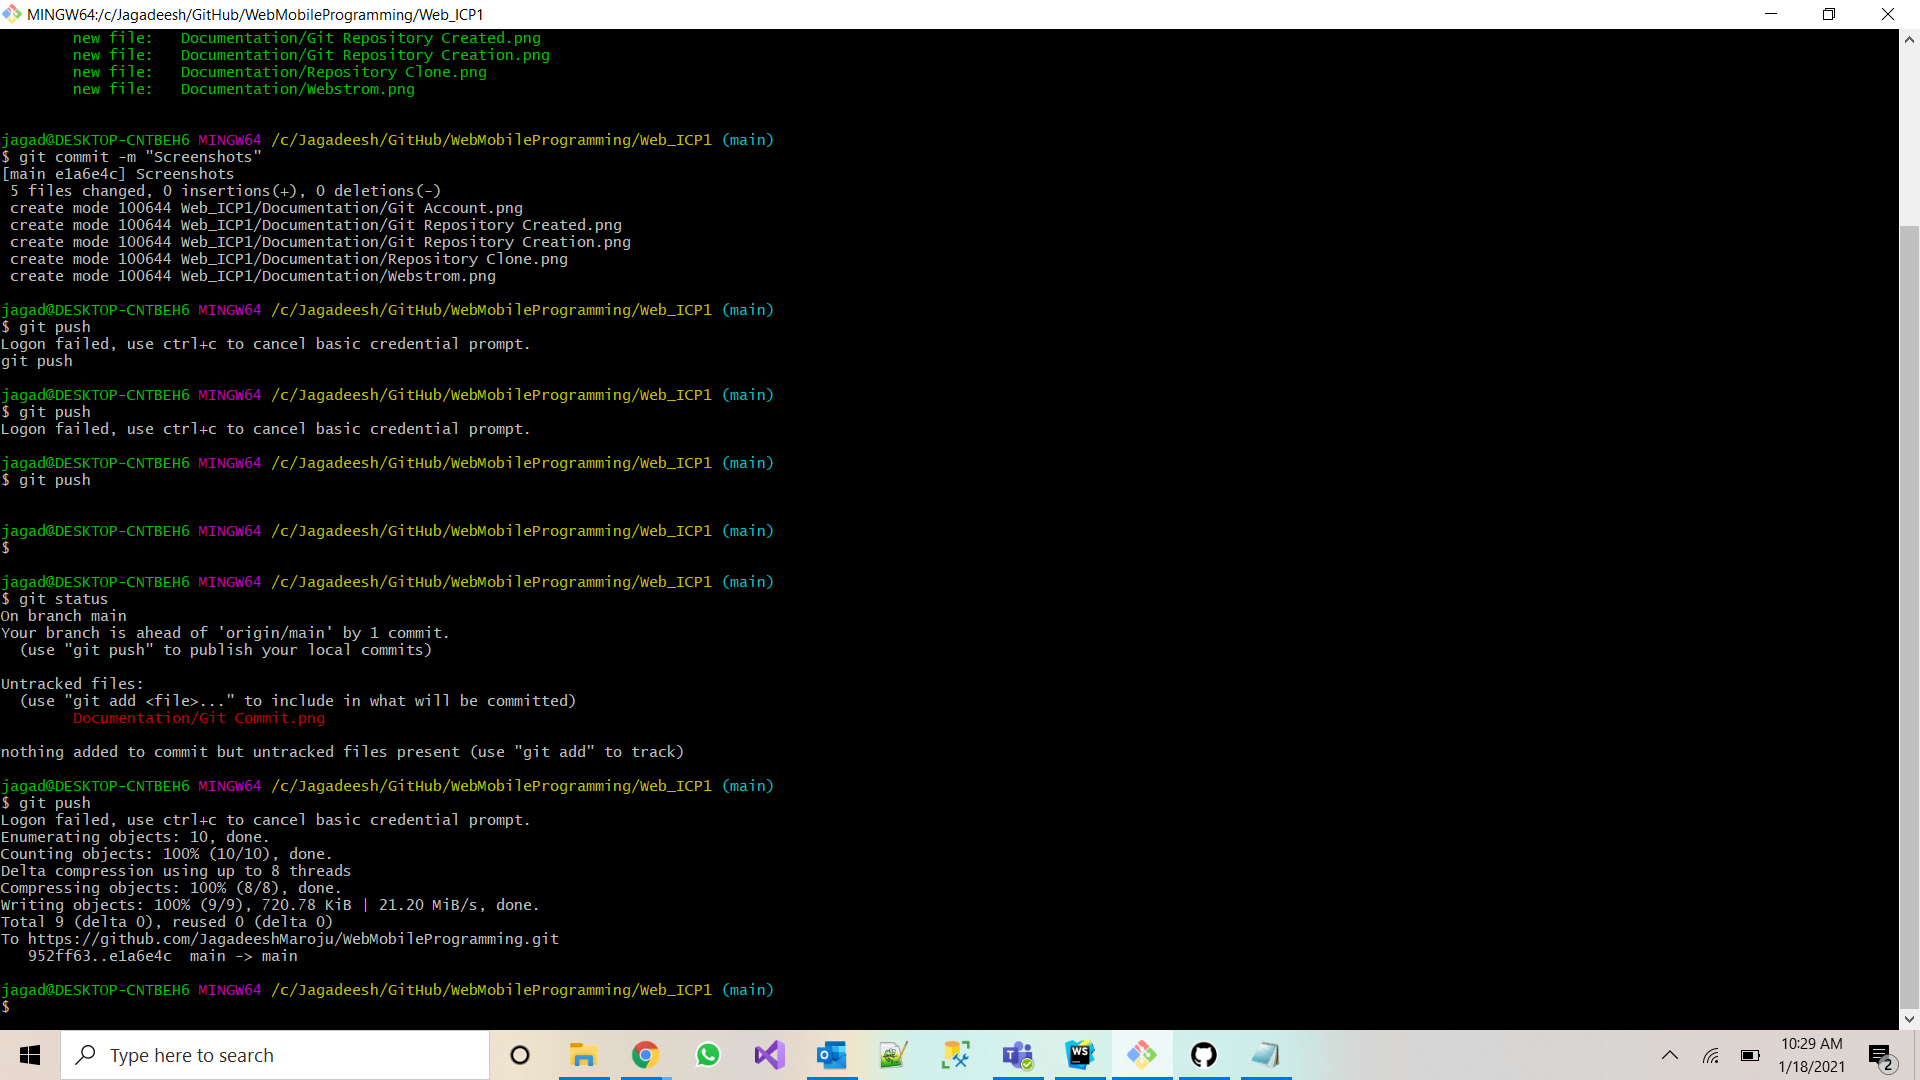 MINGW64:/c/Jagadeesh/GitHub/WebMobileProgramming/Web_ICP1
new file:   Documentation/Git Repository Created.png
new file:   Documentation/Git Repository Creation.png
new file:   Documentation/Repository Clone.png
new file:   Documentation/Webstrom.png
jagad@DESKTOP-CNTBEH6 MINGW64 /c/Jagadeesh/GitHub/WebMobileProgramming/Web_ICP1 (main)
$ git commit -m "Screenshots"
[main e1a6e4c] Screenshots
5 files changed, 0 insertions(+), 0 deletions(-)
create mode 100644 Web_ICP1/Documentation/Git Account.png
create mode 100644 Web_ICP1/Documentation/Git Repository Created.png
create mode 100644 Web_ICP1/Documentation/Git Repository Creation.png
create mode 100644 Web_ICP1/Documentation/Repository Clone.png
create mode 100644 Web_ICP1/Documentation/Webstrom.png
jagad@DESKTOP-CNTBEH6 MINGW64 /c/Jagadeesh/GitHub/WebMobileProgramming/Web_ICP1 (main)
$ git push
Logon failed, use ctrl+c to cancel basic credential prompt.
git push
jagad@DESKTOP-CNTBEH6 MINGW64 /c/Jagadeesh/GitHub/WebMobileProgramming/Web_ICP1 (main)
$ git push
Logon failed, use ctrl+c to cancel basic credential prompt.
jagad@DESKTOP-CNTBEH6 MINGW64 /c/Jagadeesh/GitHub/WebMobileProgramming/Web_ICP1 (main)
$ git push
jagad@DESKTOP-CNTBEH6 MINGW64 /c/Jagadeesh/GitHub/WebMobileProgramming/Web_ICP1 (main)
$
jagad@DESKTOP-CNTBEH6 MINGW64 /c/Jagadeesh/GitHub/WebMobileProgramming/Web_ICP1 (main)
$ git status
On branch main
Your branch is ahead of 'origin/main' by 1 commit.
(use "git push" to publish your local commits)
Untracked files:
(use "git add <file>..." to include in what will be committed)
Documentation/Git Commit.png
nothing added to commit but untracked files present (use "git add" to track)
jagad@DESKTOP-CNTBEH6 MINGW64 /c/Jagadeesh/GitHub/WebMobileProgramming/Web_ICP1 (main)
$ git push
Logon failed, use ctrl+c to cancel basic credential prompt.
Enumerating objects: 10, done.
Counting objects: 100% (10/10), done.
Delta compression using up to 8 threads
Compressing objects: 100% (8/8), done.
Writing objects: 100% (9/9), 720.78 KiB | 21.20 MiB/s, done.
Total 9 (delta 0), reused 0 (delta 0)
To https://github.com/JagadeeshMaroju/WebMobileProgramming.git
952ff63..e1a6e4c  main -> main
jagad@DESKTOP-CNTBEH6 MINGW64 /c/Jagadeesh/GitHub/WebMobileProgramming/Web_ICP1 (main)
$
Type here to search
WS
10:29 AM
1/18/2021
2